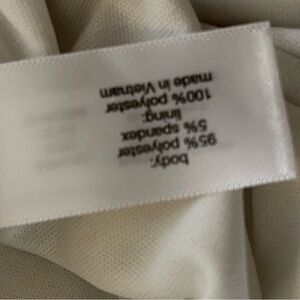 body:
95% polyester
5% spandex
lining:
100% polyester
made in Vietnam